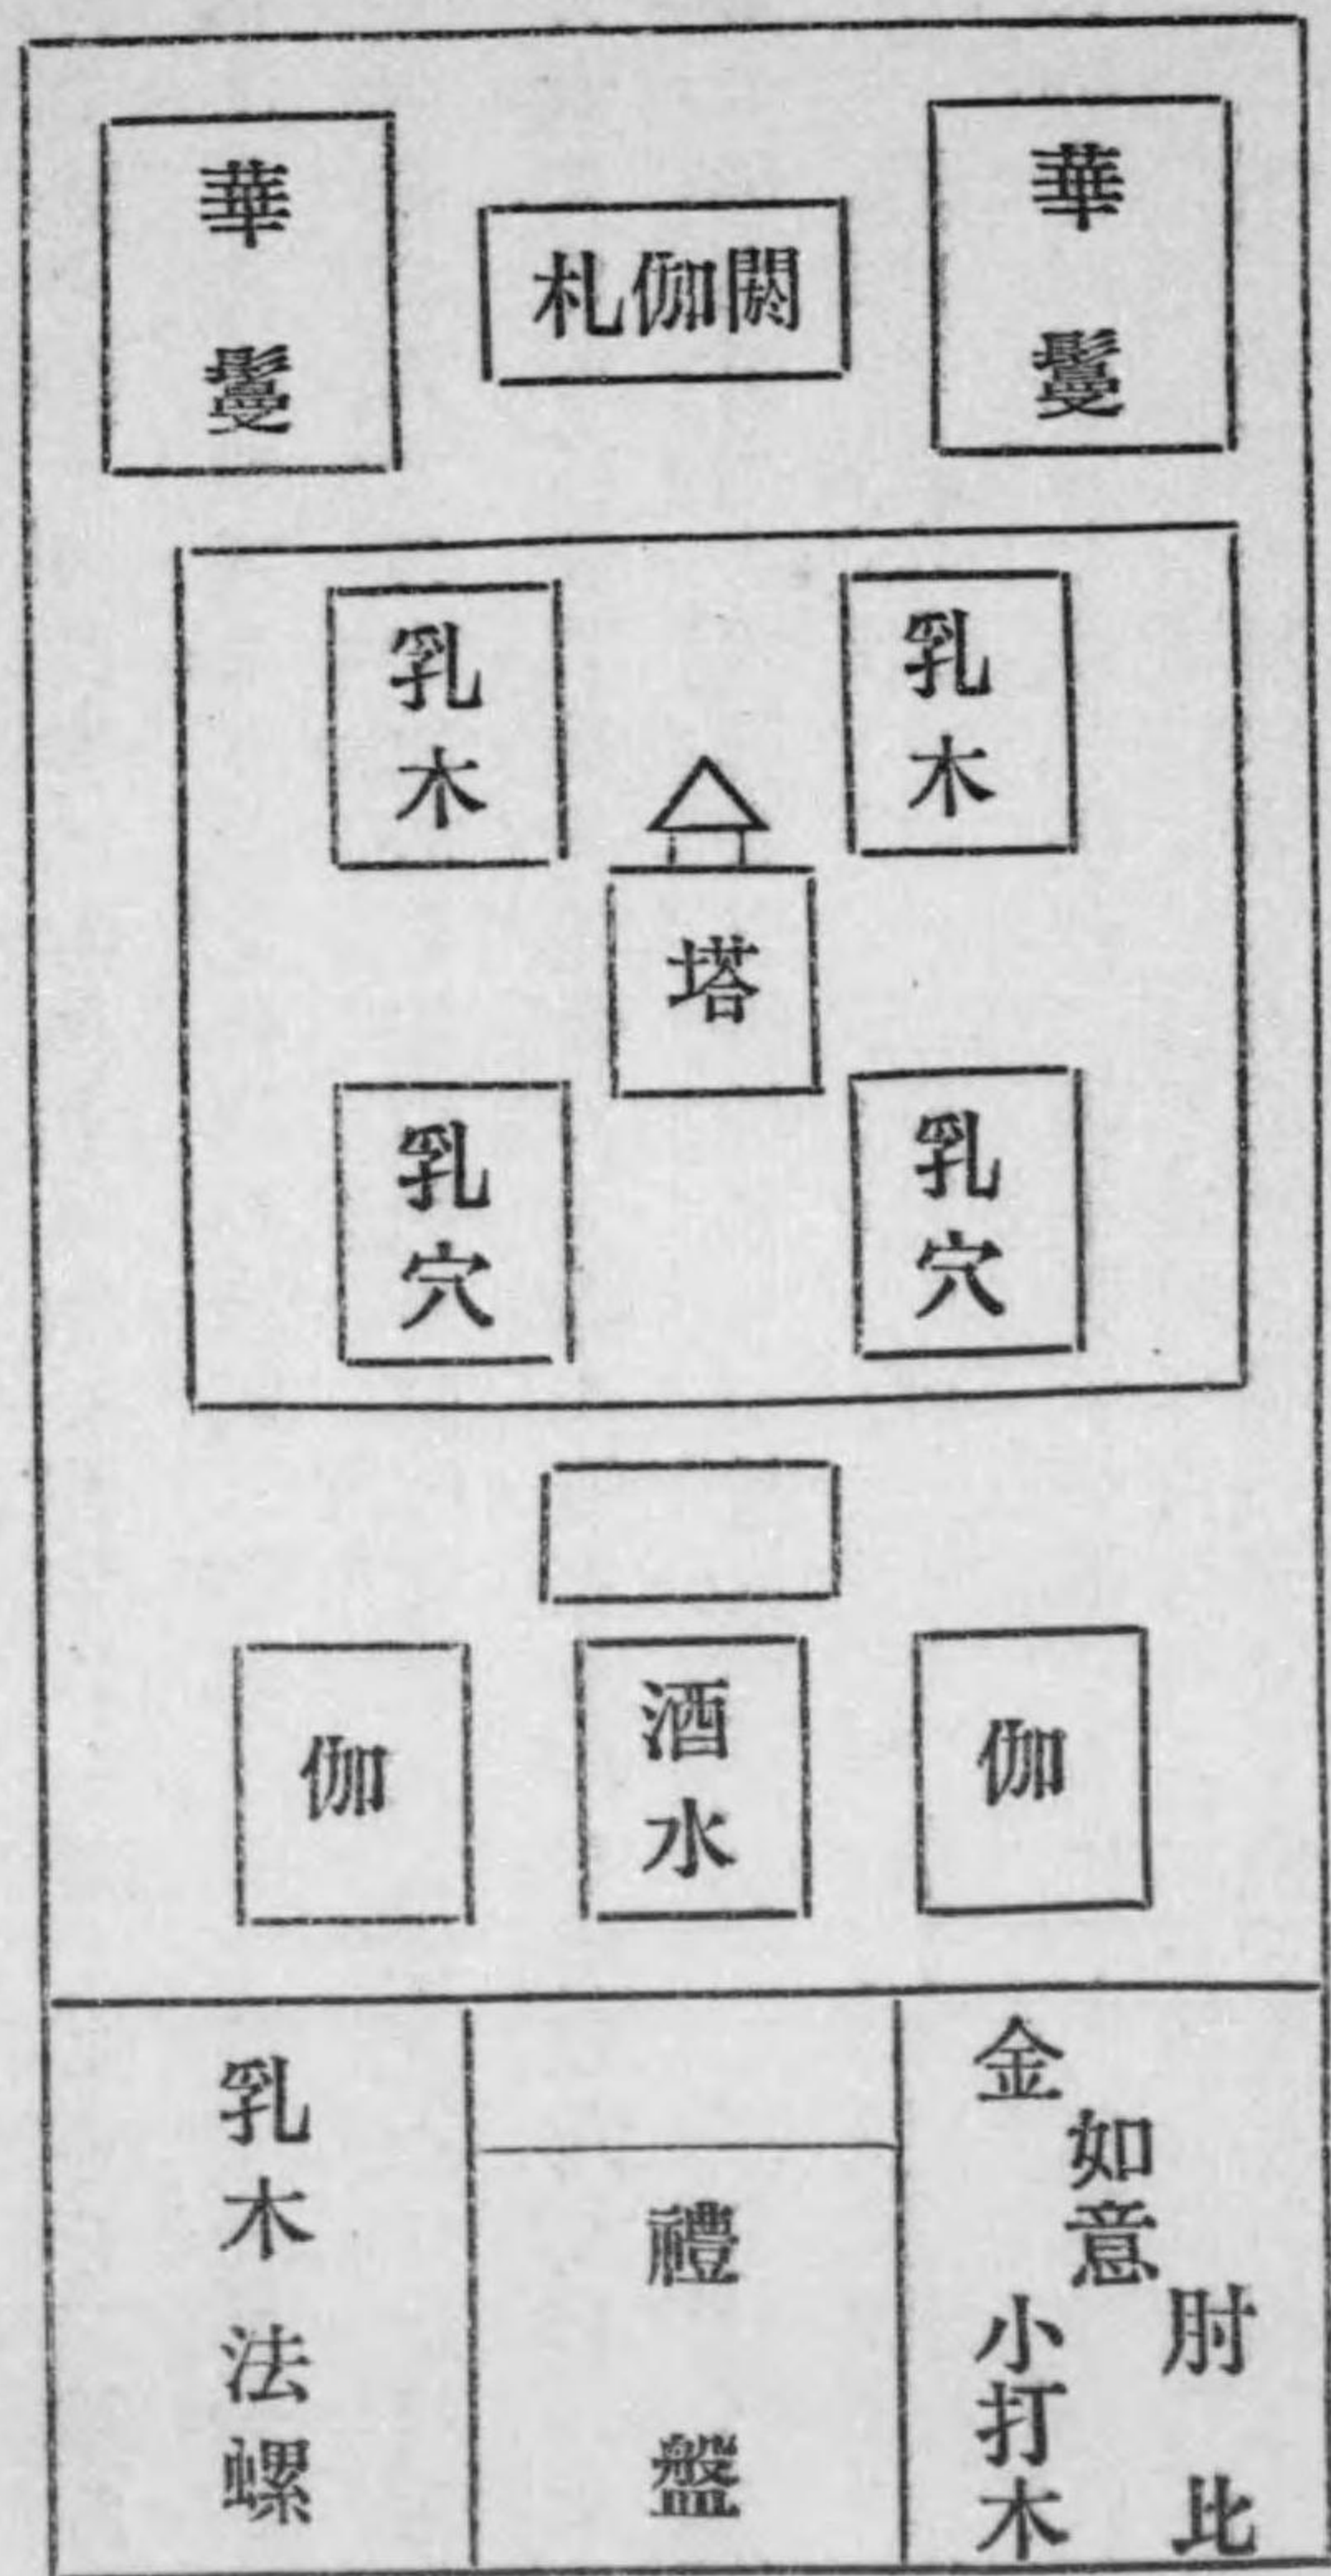 華鬘
閼伽札
華鬘
乳木
乳木
塔
乳穴
乳穴
伽
酒水
伽
金
如意
肘比
小打木
禮盤
乳木法螺